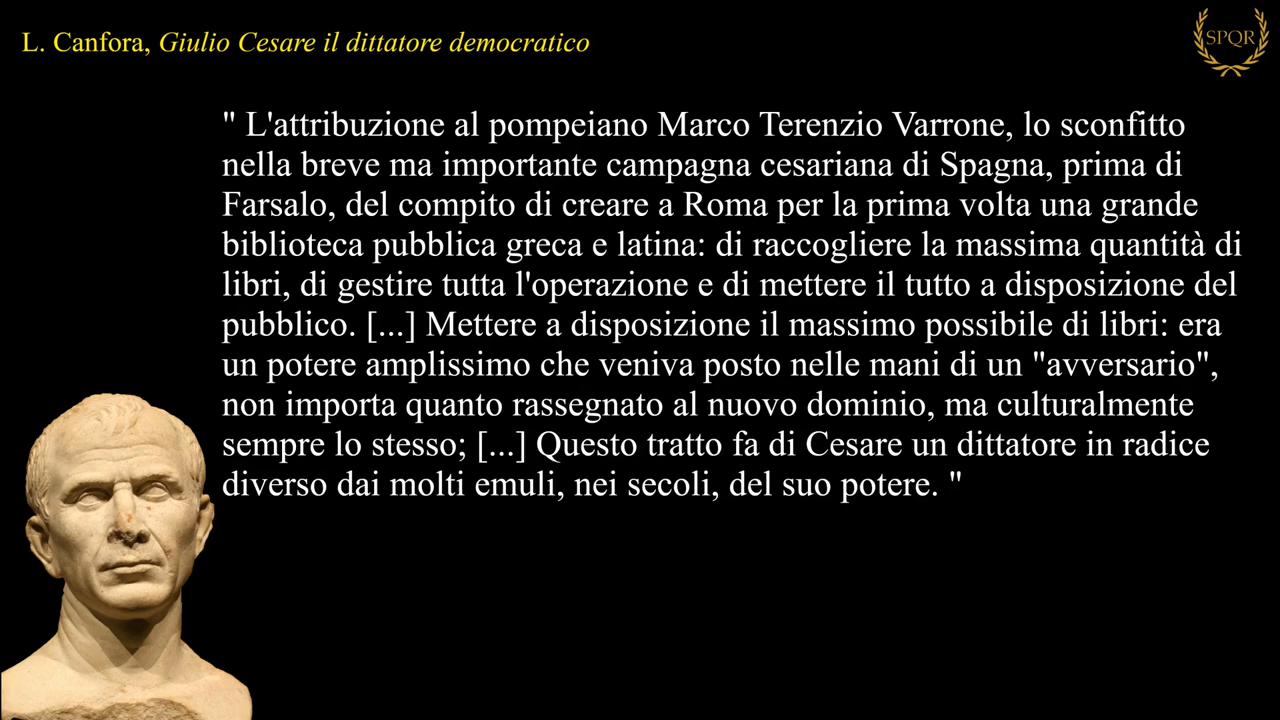 L. Canfora, Giulio Cesare il dittatore democratico
SPQR
" L'attribuzione al pompeiano Marco Terenzio Varrone, lo sconfitto
nella breve ma importante campagna cesariana di Spagna, prima di
Farsalo, del compito di creare a Roma per la prima volta una grande
biblioteca pubblica greca e latina: di raccogliere la massima quantità di
libri, di gestire tutta l'operazione e di mettere il tutto a disposizione del
pubblico. [...] Mettere a disposizione il massimo possibile di libri: era
un potere amplissimo che veniva posto nelle mani di un "avversario",
non importa quanto rassegnato al nuovo dominio, ma culturalmente
sempre lo stesso; [...] Questo tratto fa di Cesare un dittatore in radice
diverso dai molti emuli, nei secoli, del suo potere. "